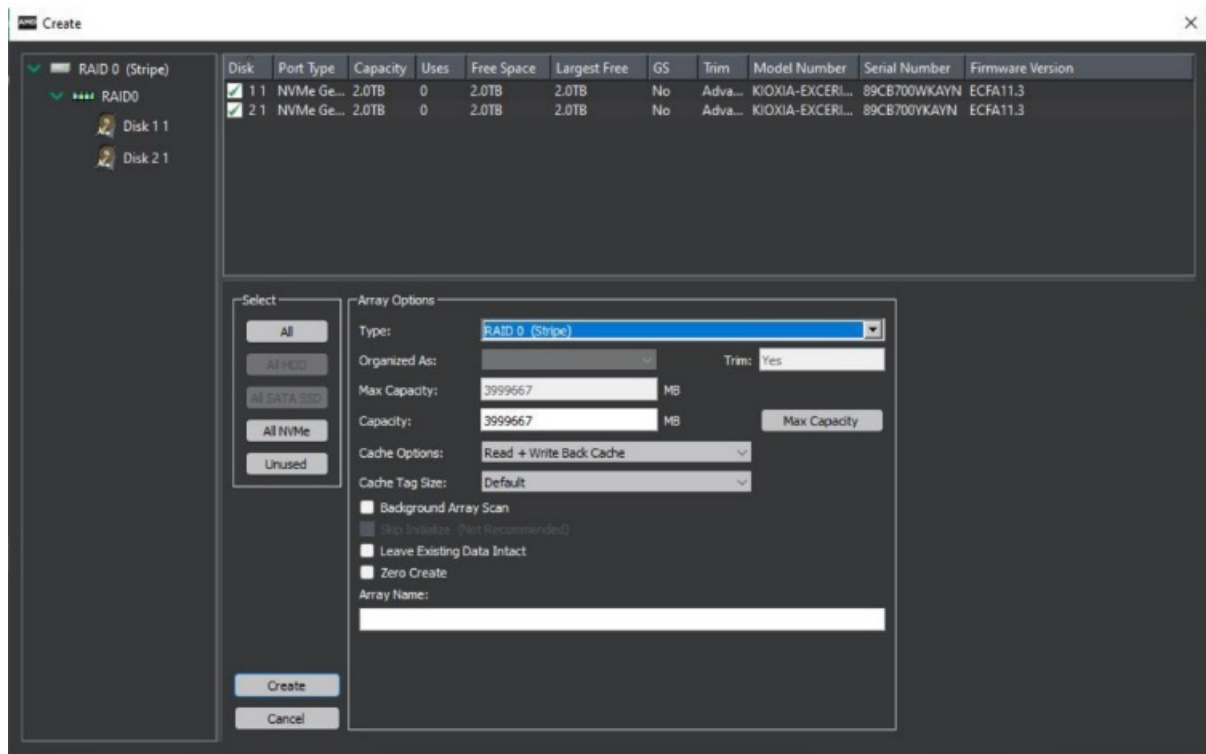 AMD Create
RAID 0 (Stripe)
RAID0
Disk 1 1
Disk 2 1
Disk Port Type Capacity Uses Free Space Largest Free GS Trim Model Number Serial Number Firmware Version
1 1 NVMe Ge... 2.0TB 0 2.0TB 2.0TB No Adva... KIOXIA-EXCERI... 89CB700WKAYN ECFA11.3
2 1 NVMe Ge... 2.0TB 0 2.0TB 2.0TB No Adva... KIOXIA-EXCERI... 89CB700YKAYN ECFA11.3
Select
All
All HDD
All SATA SSD
All NVMe
Unused
Create
Cancel
Array Options
Type: RAID 0 (Stripe)
Organized As: Trim: Yes
Max Capacity: 3999667 MB
Capacity: 3999667 MB Max Capacity
Cache Options: Read + Write Back Cache
Cache Tag Size: Default
Background Array Scan
Skip Initialize (Not Recommended)
Leave Existing Data Intact
Zero Create
Array Name: